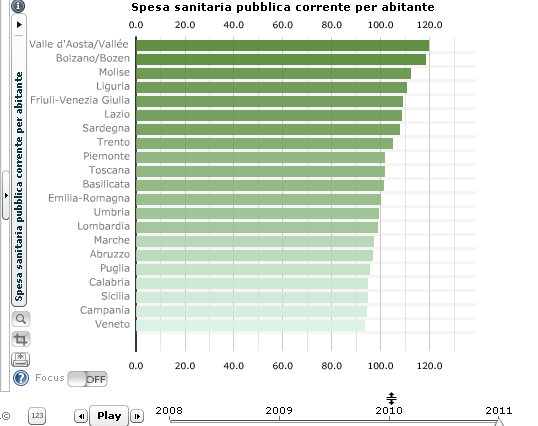 Spesa sanitaria pubblica corrente per abitante
0.0 20.0 40.0 60.0 80.0 100.0 120.0
Spesa sanitaria pubblica corrente per abitante
Valle d'Aosta/Vallée
Bolzano/Bozen
Molise
Liguria
Friuli-Venezia Giulia
Lazio
Sardegna
Trento
Piemonte
Toscana
Basilicata
Emilia-Romagna
Umbria
Lombardia
Marche
Abruzzo
Puglia
Calabria
Sicilia
Campania
Veneto
0.0 20.0 40.0 60.0 80.0 100.0 120.0
Focus OFF
© 123 Play 2008 2009 2010 2011